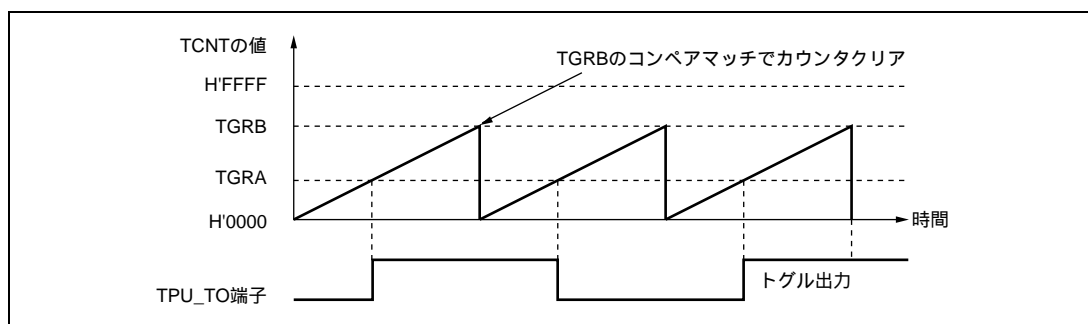 TCNTの値
TGRBのコンペアマッチでカウンタクリア
H'FFFF
TGRB
TGRA
H'0000
時間
トグル出力
TPU_TO端子